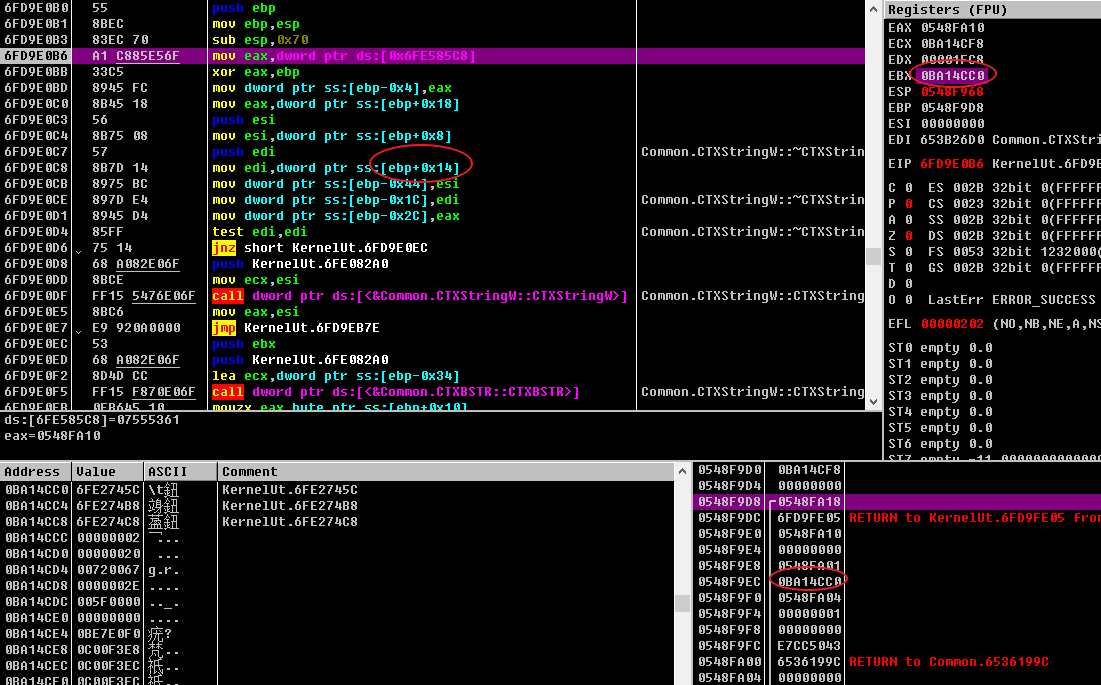 6FD9E0B0 55 push ebp
6FD9E0B1 8BEC mov ebp,esp
6FD9E0B3 83EC 70 sub esp,0x70
6FD9E0B6 A1 C885E56F mov eax,dword ptr ds:[0x6FE585C8]
6FD9E0BB 33C5 xor eax,ebp
6FD9E0BD 8945 FC mov dword ptr ss:[ebp-0x4],eax
6FD9E0C0 8B45 18 mov eax,dword ptr ss:[ebp+0x18]
6FD9E0C3 56 push esi
6FD9E0C4 8B75 08 mov esi,dword ptr ss:[ebp+0x8]
6FD9E0C7 57 push edi Common.CTXStringW::~CTXStrin
6FD9E0C8 8B7D 14 mov edi,dword ptr ss:[ebp+0x14]
6FD9E0CB 8975 BC mov dword ptr ss:[ebp-0x44],esi
6FD9E0CE 897D E4 mov dword ptr ss:[ebp-0x1C],edi Common.CTXStringW::~CTXStrin
6FD9E0D1 8945 D4 mov dword ptr ss:[ebp-0x2C],eax
6FD9E0D4 85FF test edi,edi Common.CTXStringW::~CTXStrin
6FD9E0D6 75 14 jnz short KernelUt.6FD9E0EC
6FD9E0D8 68 A082E06F push KernelUt.6FE082A0
6FD9E0DD 8BCE mov ecx,esi
6FD9E0DF FF15 5476E06F call dword ptr ds:[<&Common.CTXStringW::CTXStringW>] Common.CTXStringW::CTXString
6FD9E0E5 8BC6 mov eax,esi
6FD9E0E7 E9 920A0000 jmp KernelUt.6FD9EB7E
6FD9E0EC 53 push ebx
6FD9E0ED 68 A082E06F push KernelUt.6FE082A0
6FD9E0F2 8D4D CC lea ecx,dword ptr ss:[ebp-0x34]
6FD9E0F5 FF15 F870E06F call dword ptr ds:[<&Common.CTXBSTR::CTXBSTR>] Common.CTXStringW::CTXString
6FD9E0FB 0FB645 10 movzx eax,byte ptr ss:[ebp+0x10]
ds:[6FE585C8]=07555361
eax=0548FA10
Registers (FPU)
EAX 0548FA10
ECX 0BA14CF8
EDX A0001FC8
EBX 0BA14CC0
ESP 0548F968
EBP 0548F9D8
ESI 00000000
EDI 653B26D0 Common.CTXStrin
EIP 6FD9E0B6 KernelUt.6FD9E
C 0 ES 002B 32bit 0(FFFFFF
P 0 CS 0023 32bit 0(FFFFFF
A 0 SS 002B 32bit 0(FFFFFF
Z 0 DS 002B 32bit 0(FFFFFF
S 0 FS 0053 32bit 1232000(
T 0 GS 002B 32bit 0(FFFFFF
D 0
O 0 LastErr ERROR_SUCCESS
EFL 00000202 (NO,NB,NE,A,NS
ST0 empty 0.0
ST1 empty 0.0
ST2 empty 0.0
ST3 empty 0.0
ST4 empty 0.0
ST5 empty 0.0
ST6 empty 0.0
Address Value ASCII Comment
0BA14CC0 6FE2745C \t鈕 KernelUt.6FE2745C
0BA14CC4 6FE274B8 KernelUt.6FE274B8
0BA14CC8 6FE274C8 KernelUt.6FE274C8
0BA14CCC 00000002
0BA14CD0 00000020 ...
0BA14CD4 00720067 g.r.
0BA14CD8 0000002E ....
0BA14CDC 005F0000 .._.
0BA14CE0 00000000 ....
0BA14CE4 0BE7E0F0
0BA14CE8 0C00F3E8
0BA14CEC 0C00F3EC
0BA14CF0 0C00F3FC
0548F9D0 0BA14CF8
0548F9D4 00000000
0548F9D8 0548FA18
0548F9DC 6FD9FE05 RETURN to KernelUt.6FD9FE05 from
0548F9E0 0548FA10
0548F9E4 00000000
0548F9E8 0548FA01
0548F9EC 0BA14CC0
0548F9F0 0548FA04
0548F9F4 00000001
0548F9F8 00000000
0548F9FC E7CC5043
0548FA00 6536199C RETURN to Common.6536199C
0548FA04 00000000